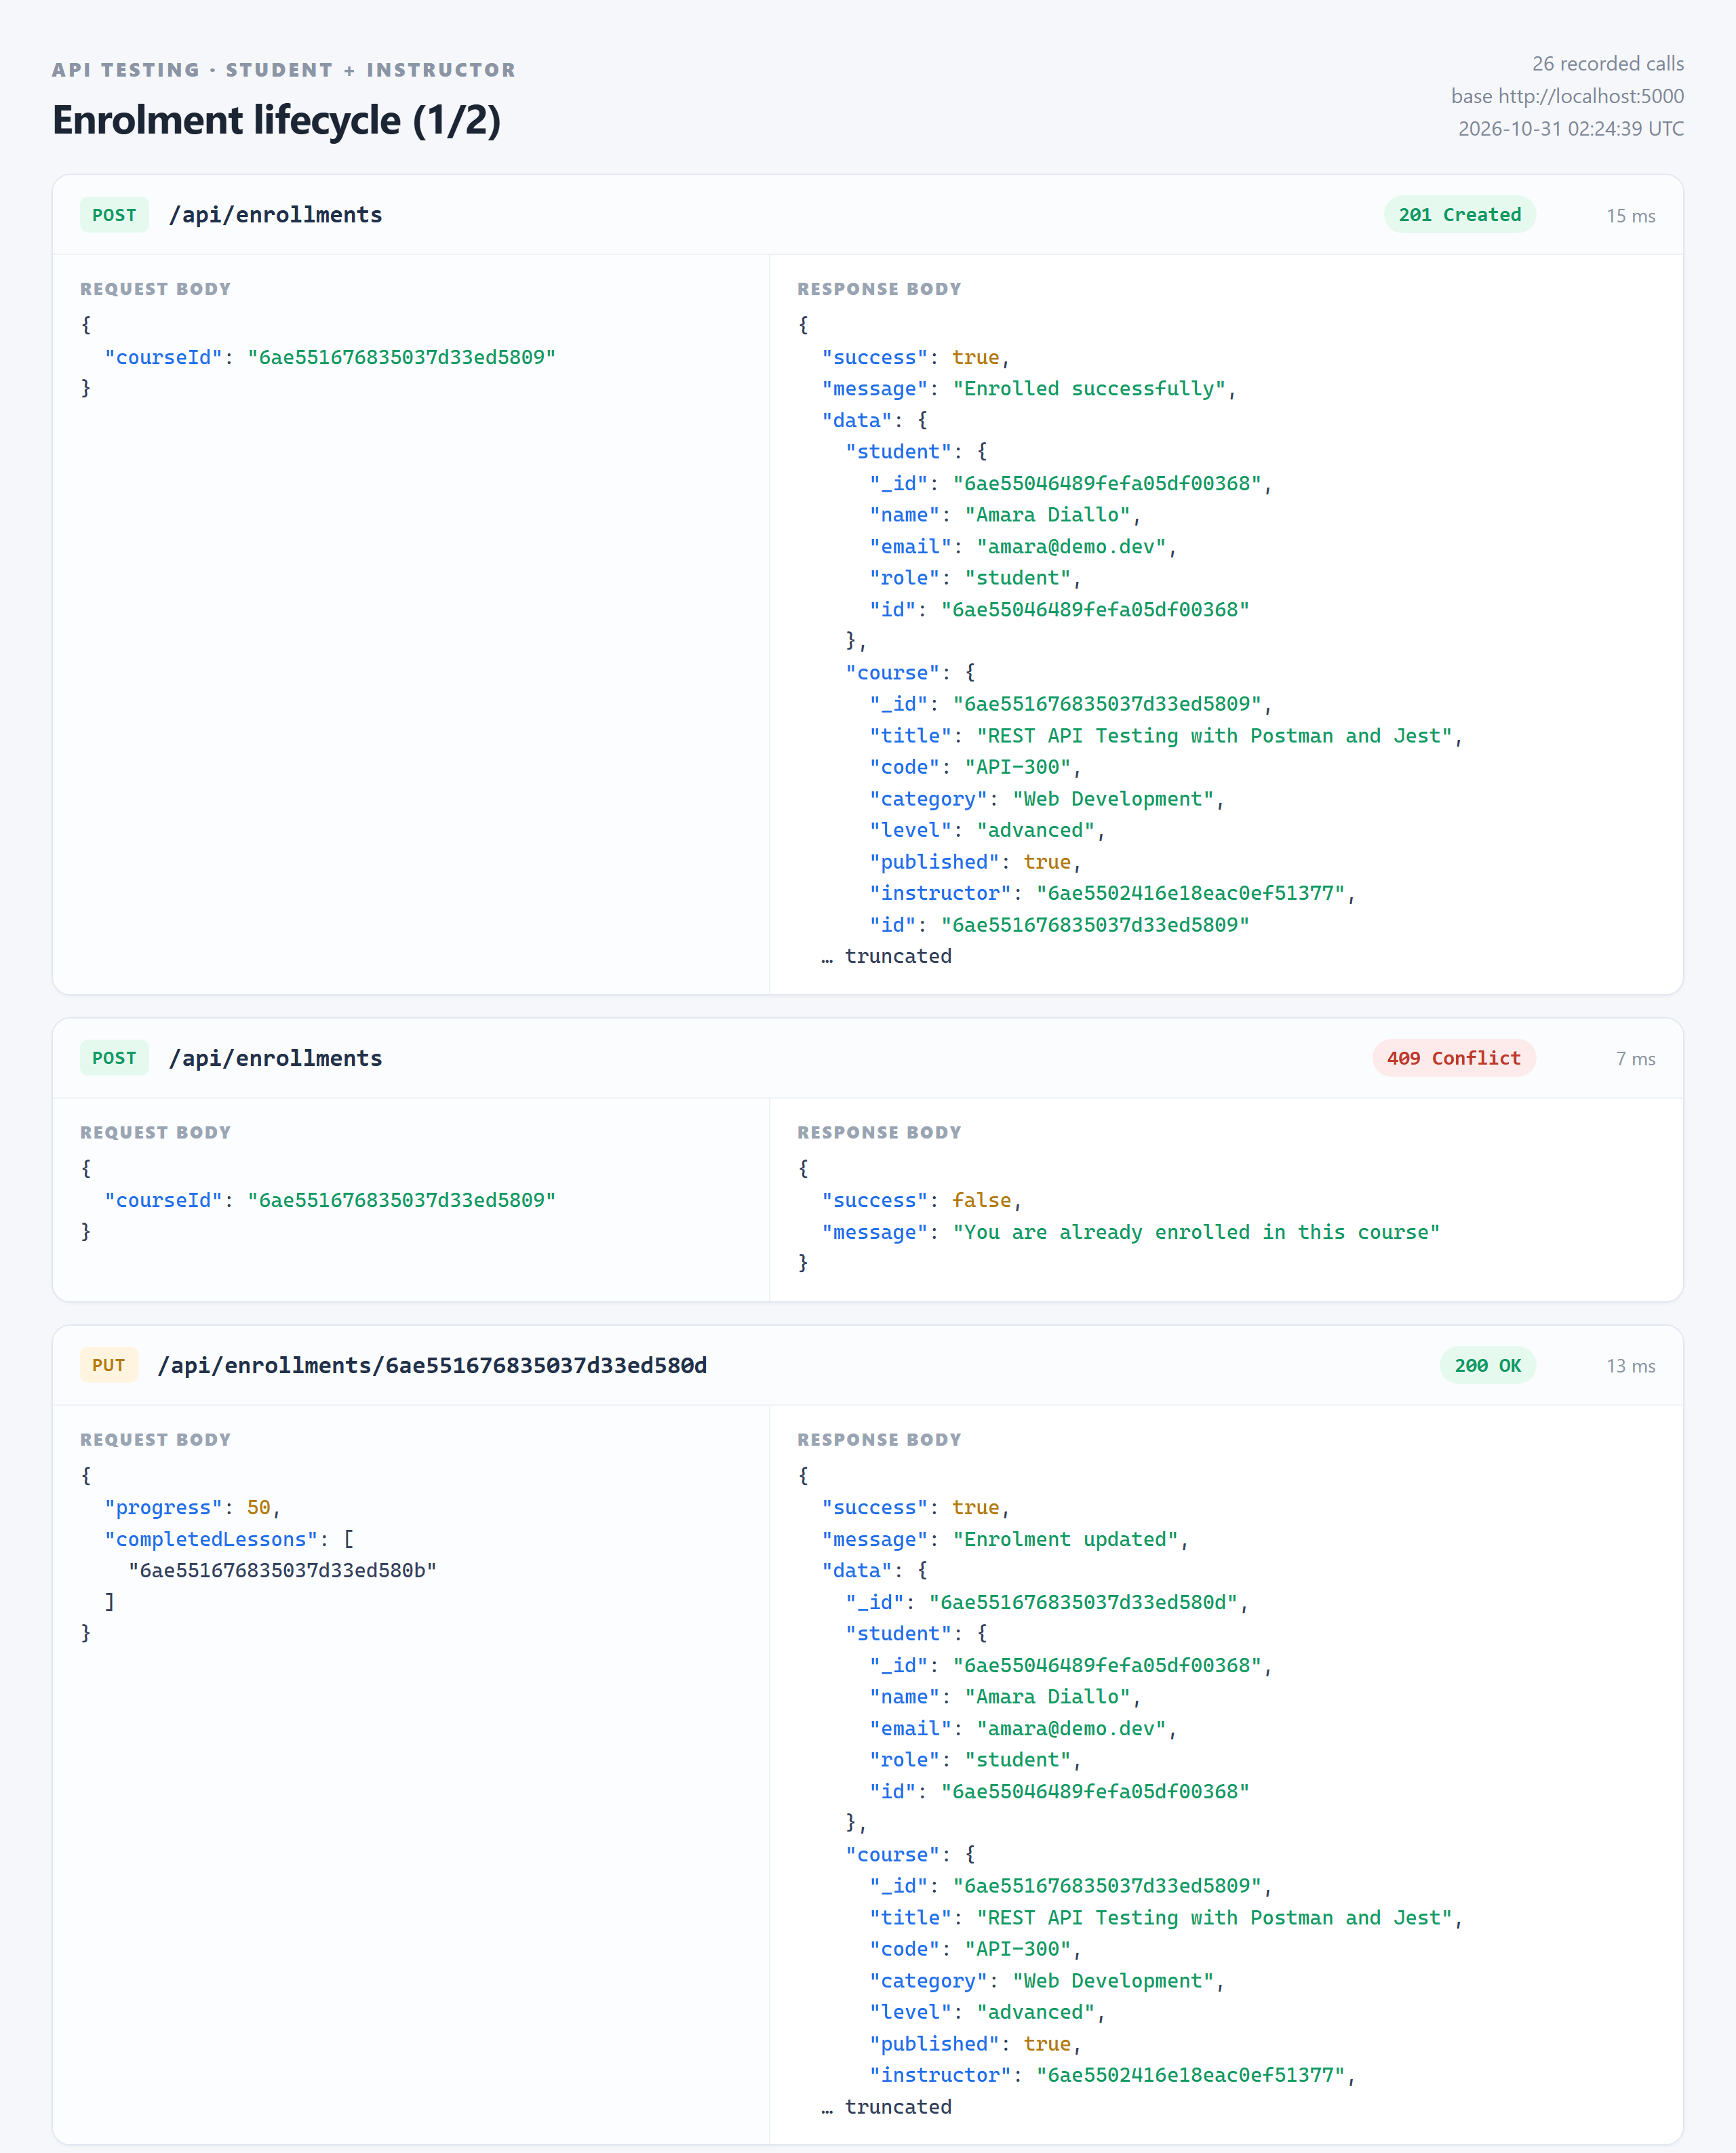 API TESTING · STUDENT + INSTRUCTOR
Enrolment lifecycle (1/2)
26 recorded calls
base http://localhost:5000
2026-10-31 02:24:39 UTC
POST /api/enrollments 201 Created 15 ms
REQUEST BODY
{
  "courseId": "6ae551676835037d33ed5809"
}
RESPONSE BODY
{
  "success": true,
  "message": "Enrolled successfully",
  "data": {
    "student": {
      "_id": "6ae55046489fefa05df00368",
      "name": "Amara Diallo",
      "email": "amara@demo.dev",
      "role": "student",
      "id": "6ae55046489fefa05df00368"
    },
    "course": {
      "_id": "6ae551676835037d33ed5809",
      "title": "REST API Testing with Postman and Jest",
      "code": "API-300",
      "category": "Web Development",
      "level": "advanced",
      "published": true,
      "instructor": "6ae5502416e18eac0ef51377",
      "id": "6ae551676835037d33ed5809"
  … truncated
POST /api/enrollments 409 Conflict 7 ms
REQUEST BODY
{
  "courseId": "6ae551676835037d33ed5809"
}
RESPONSE BODY
{
  "success": false,
  "message": "You are already enrolled in this course"
}
PUT /api/enrollments/6ae551676835037d33ed580d 200 OK 13 ms
REQUEST BODY
{
  "progress": 50,
  "completedLessons": [
    "6ae551676835037d33ed580b"
  ]
}
RESPONSE BODY
{
  "success": true,
  "message": "Enrolment updated",
  "data": {
    "_id": "6ae551676835037d33ed580d",
    "student": {
      "_id": "6ae55046489fefa05df00368",
      "name": "Amara Diallo",
      "email": "amara@demo.dev",
      "role": "student",
      "id": "6ae55046489fefa05df00368"
    },
    "course": {
      "_id": "6ae551676835037d33ed5809",
      "title": "REST API Testing with Postman and Jest",
      "code": "API-300",
      "category": "Web Development",
      "level": "advanced",
      "published": true,
      "instructor": "6ae5502416e18eac0ef51377",
  … truncated